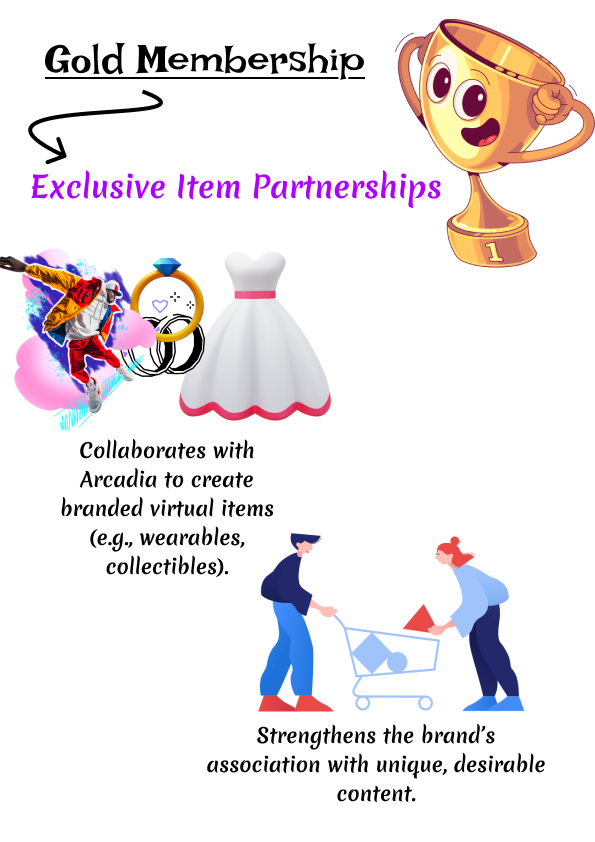 Gold Membership
Exclusive Item Partnerships
1
Collaborates with
Arcadia to create
branded virtual items
(e.g., wearables,
collectibles).
Strengthens the brand’s
association with unique, desirable
content.